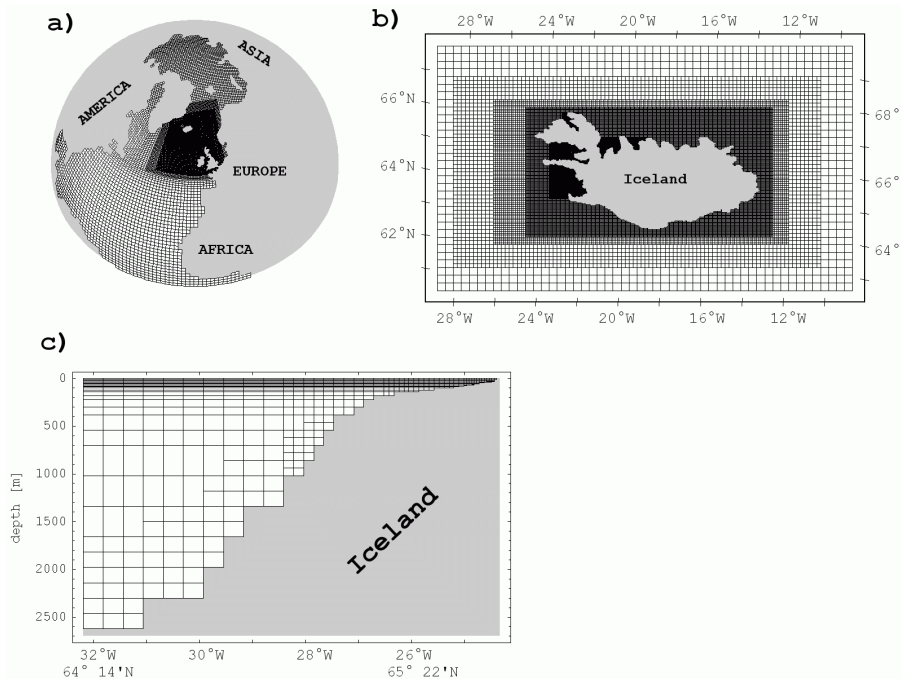 a)
ASIA
AMERICA
EUROPE
AFRICA
b)
28°W 24°W 20°W 16°W 12°W
66°N
64°N
62°N
68°
66°
64°
Iceland
28°W 24°W 20°W 16°W 12°W
c)
depth [m]
0
500
1000
1500
2000
2500
Iceland
32°W 30°W 28°W 26°W
64° 14'N 65° 22'N